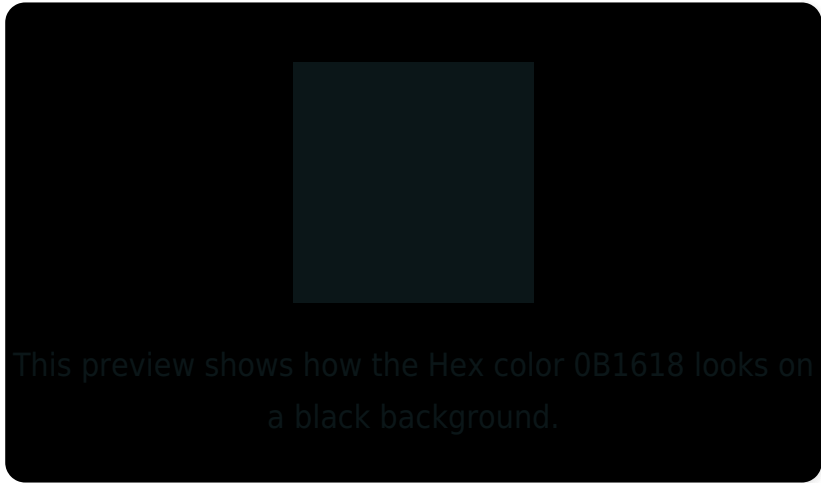 This preview shows how the Hex color 0B1618 looks on
a black background.